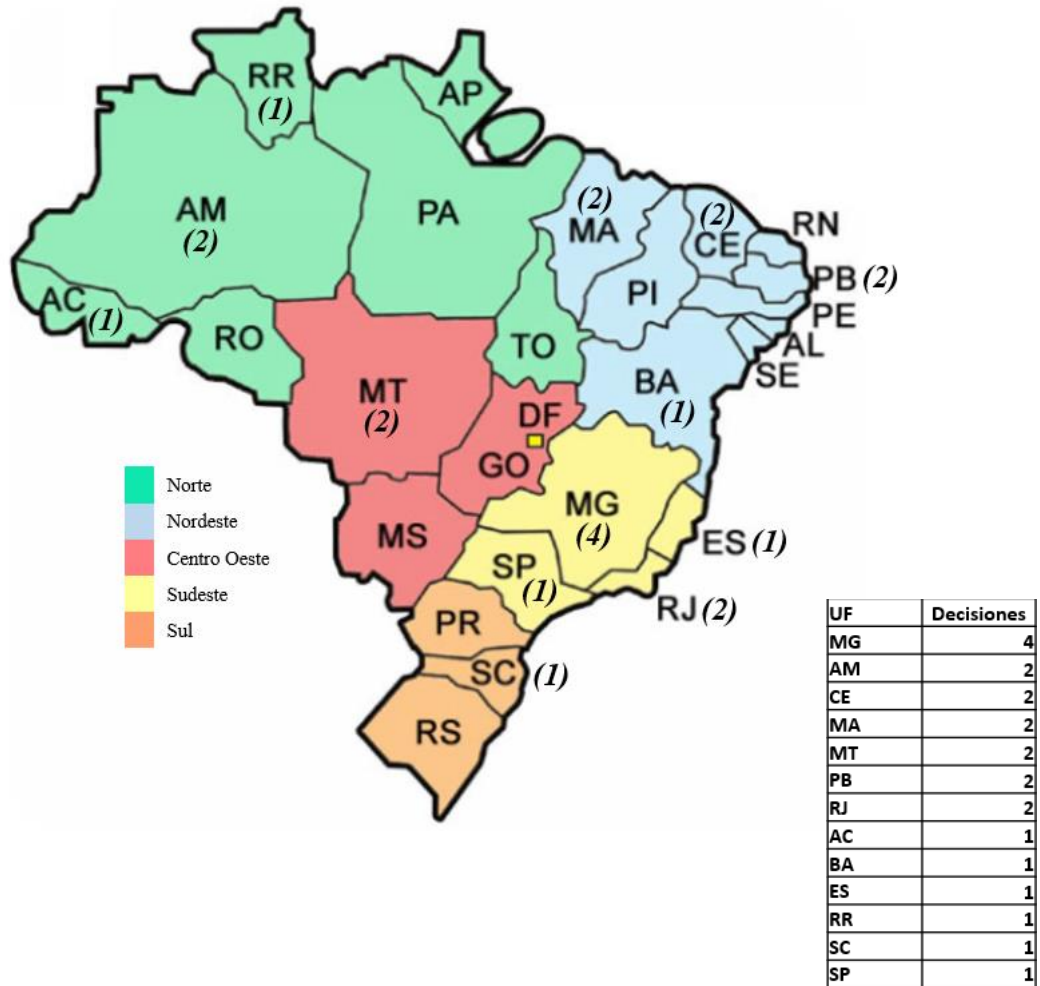 RR
(1)
AP
AM
(2)
PA
(2)
MA
(2)
CE
RN
PB (2)
PI
PE
AL
SE
AC
(1)
RO
TO
MT
(2)
BA
(1)
DF
GO
MG
(4)
MS
ES (1)
SP
(1)
RJ (2)
PR
SC (1)
RS
Norte
Nordeste
Centro Oeste
Sudeste
Sul
UF Decisiones
MG 4
AM 2
CE 2
MA 2
MT 2
PB 2
RJ 2
AC 1
BA 1
ES 1
RR 1
SC 1
SP 1